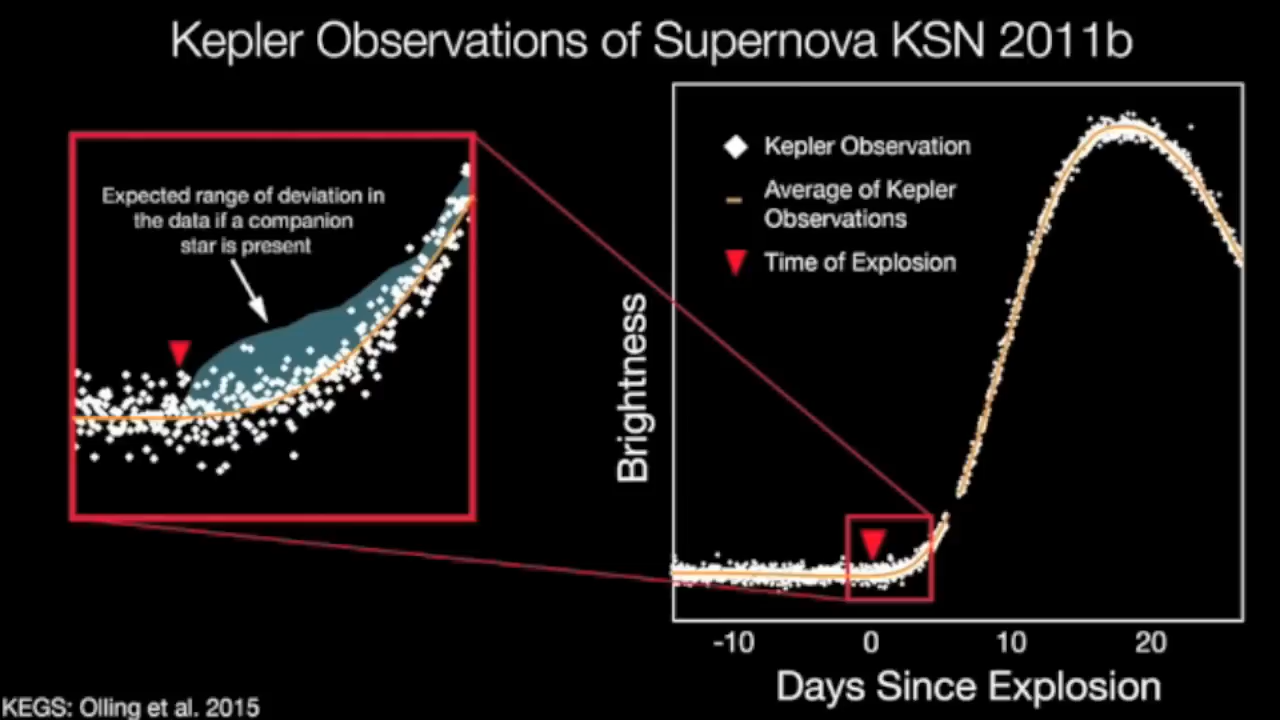 Kepler Observations of Supernova KSN 2011b
Expected range of deviation in
the data if a companion
star is present
Kepler Observation
Average of Kepler
Observations
Time of Explosion
Brightness
-10 0 10 20
Days Since Explosion
KEGS: Olling et al. 2015